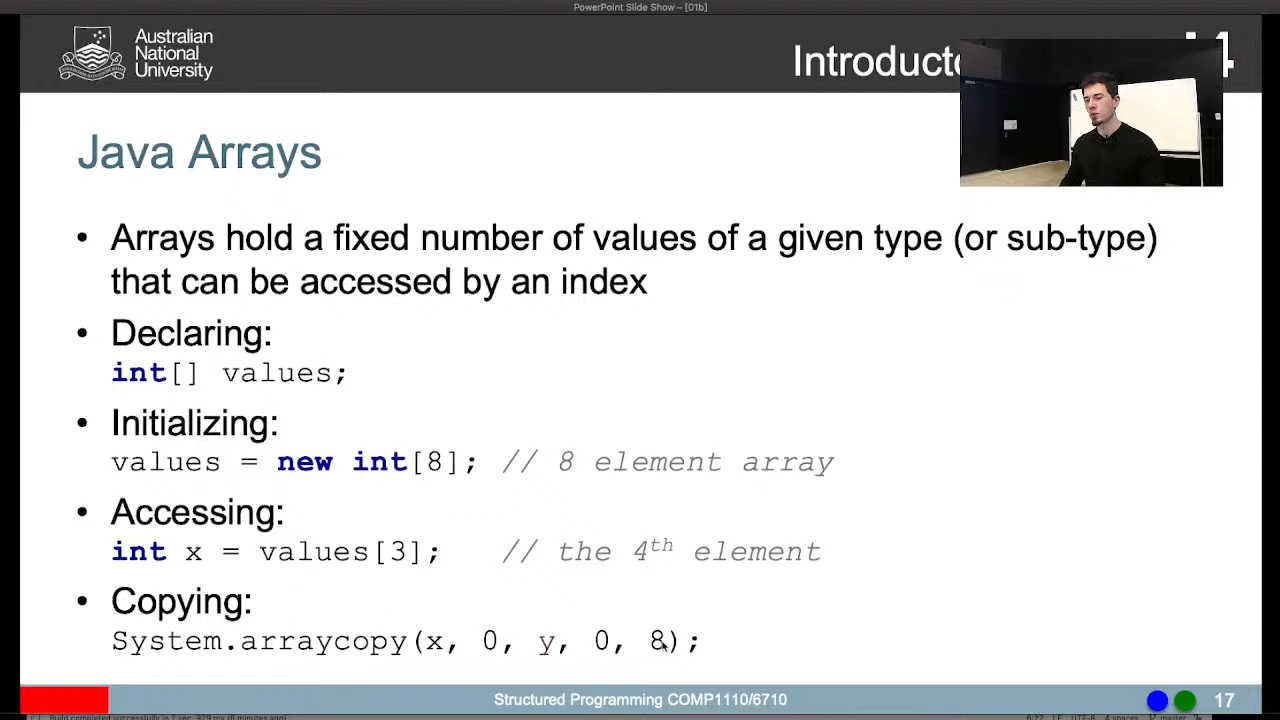 PowerPoint Slide Show – [01b]
Australian
National
University
Introducto
Java Arrays
• Arrays hold a fixed number of values of a given type (or sub-type)
that can be accessed by an index
• Declaring:
int[] values;
• Initializing:
values = new int[8]; // 8 element array
• Accessing:
int x = values[3]; // the 4th element
• Copying:
System.arraycopy(x, 0, y, 0, 8);
Structured Programming COMP1110/6710
17